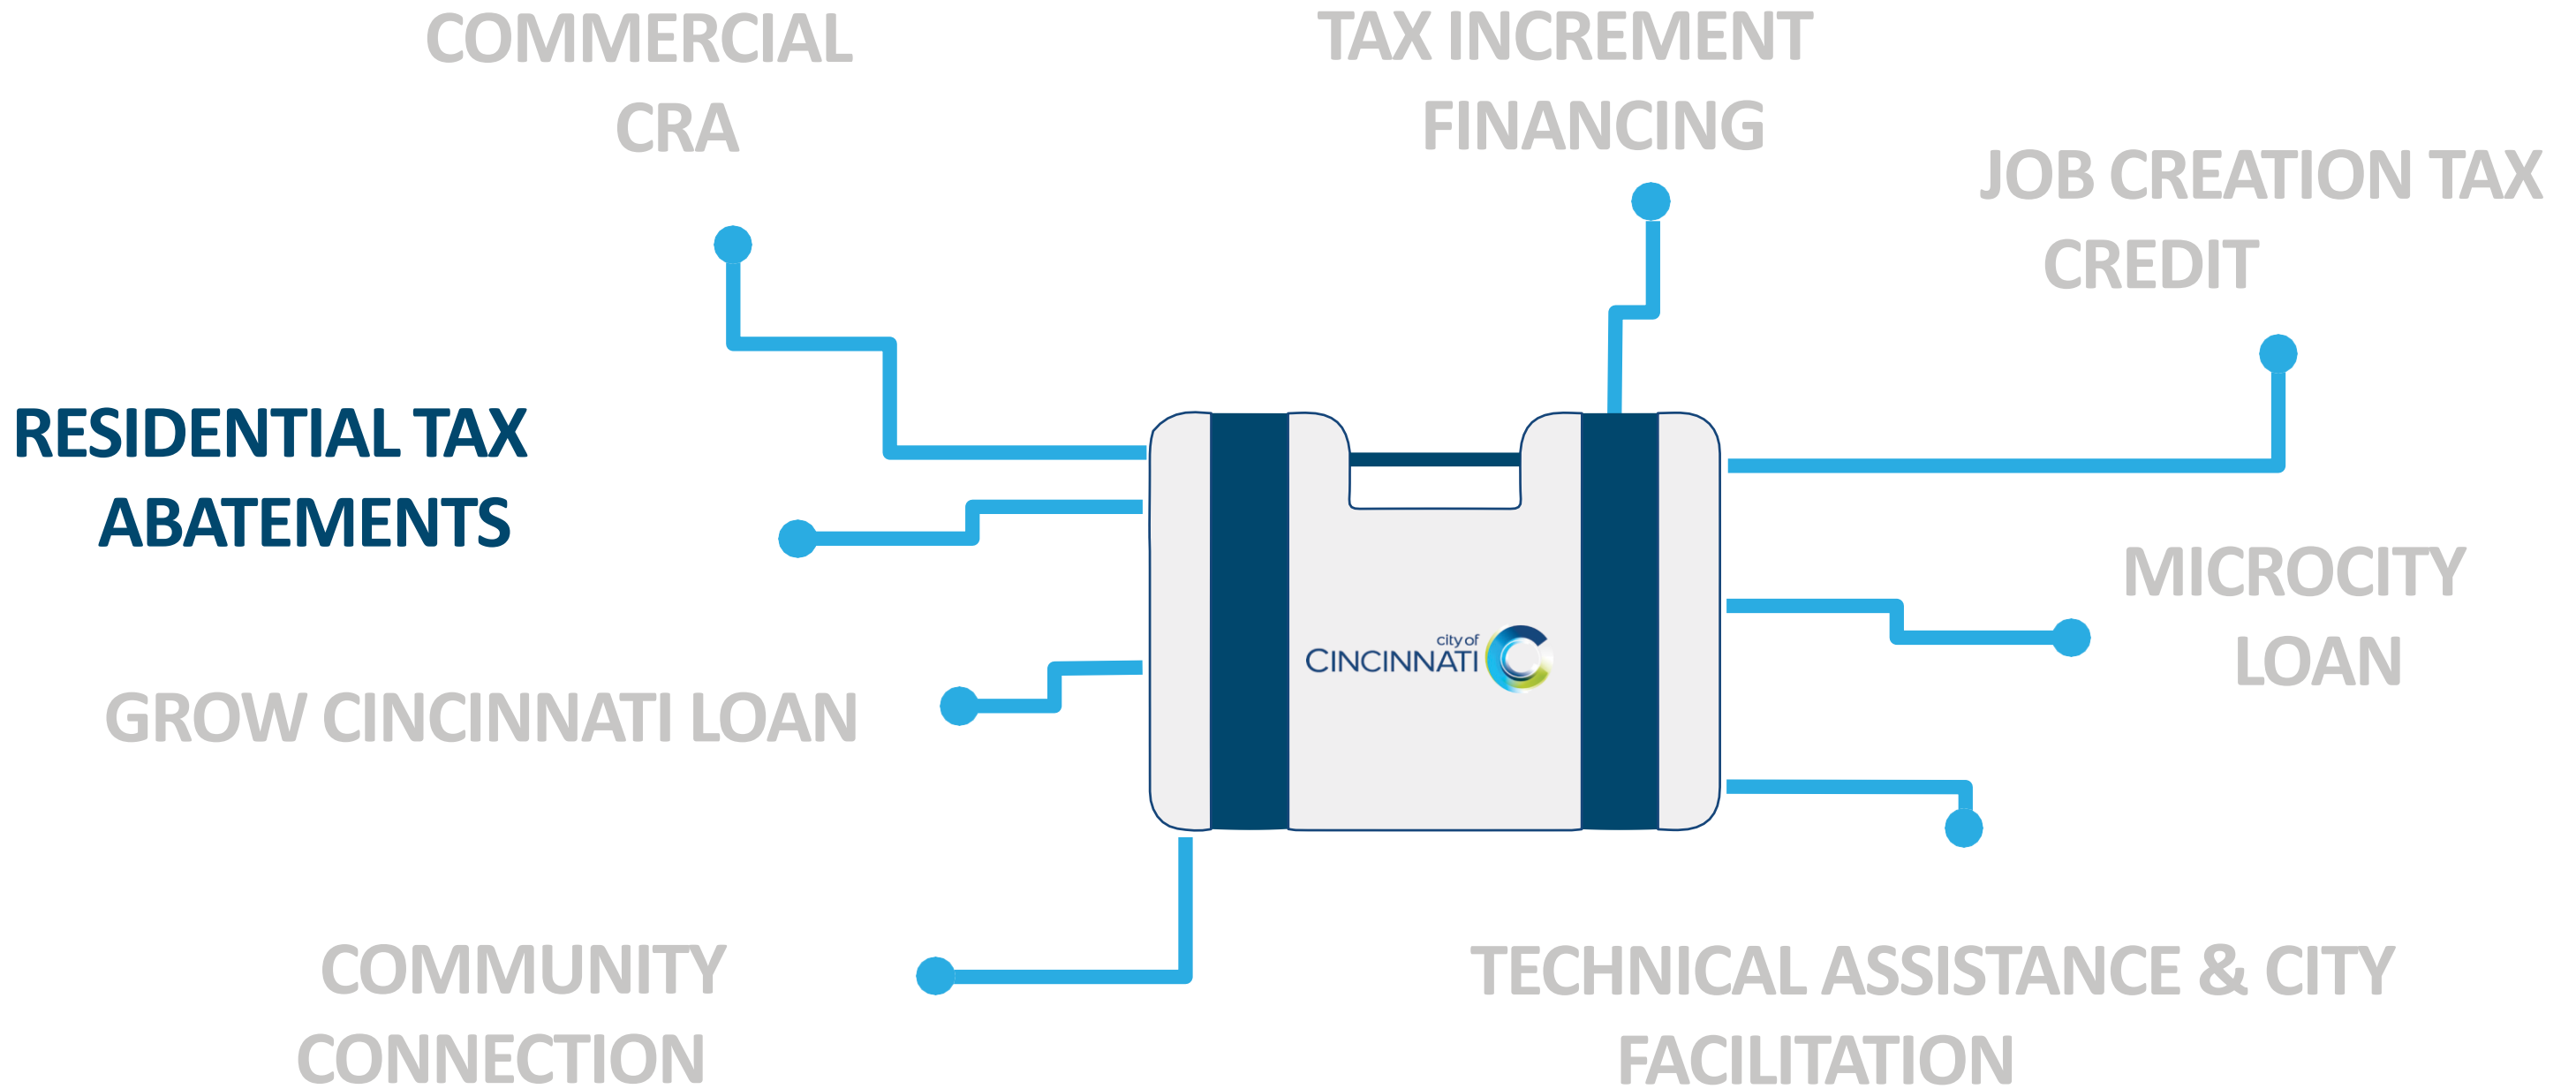 COMMERCIAL
CRA
TAX INCREMENT
FINANCING
JOB CREATION TAX
CREDIT
RESIDENTIAL TAX
ABATEMENTS
MICROCITY
LOAN
city of
CINCINNATI
GROW CINCINNATI LOAN
COMMUNITY
CONNECTION
TECHNICAL ASSISTANCE & CITY
FACILITATION